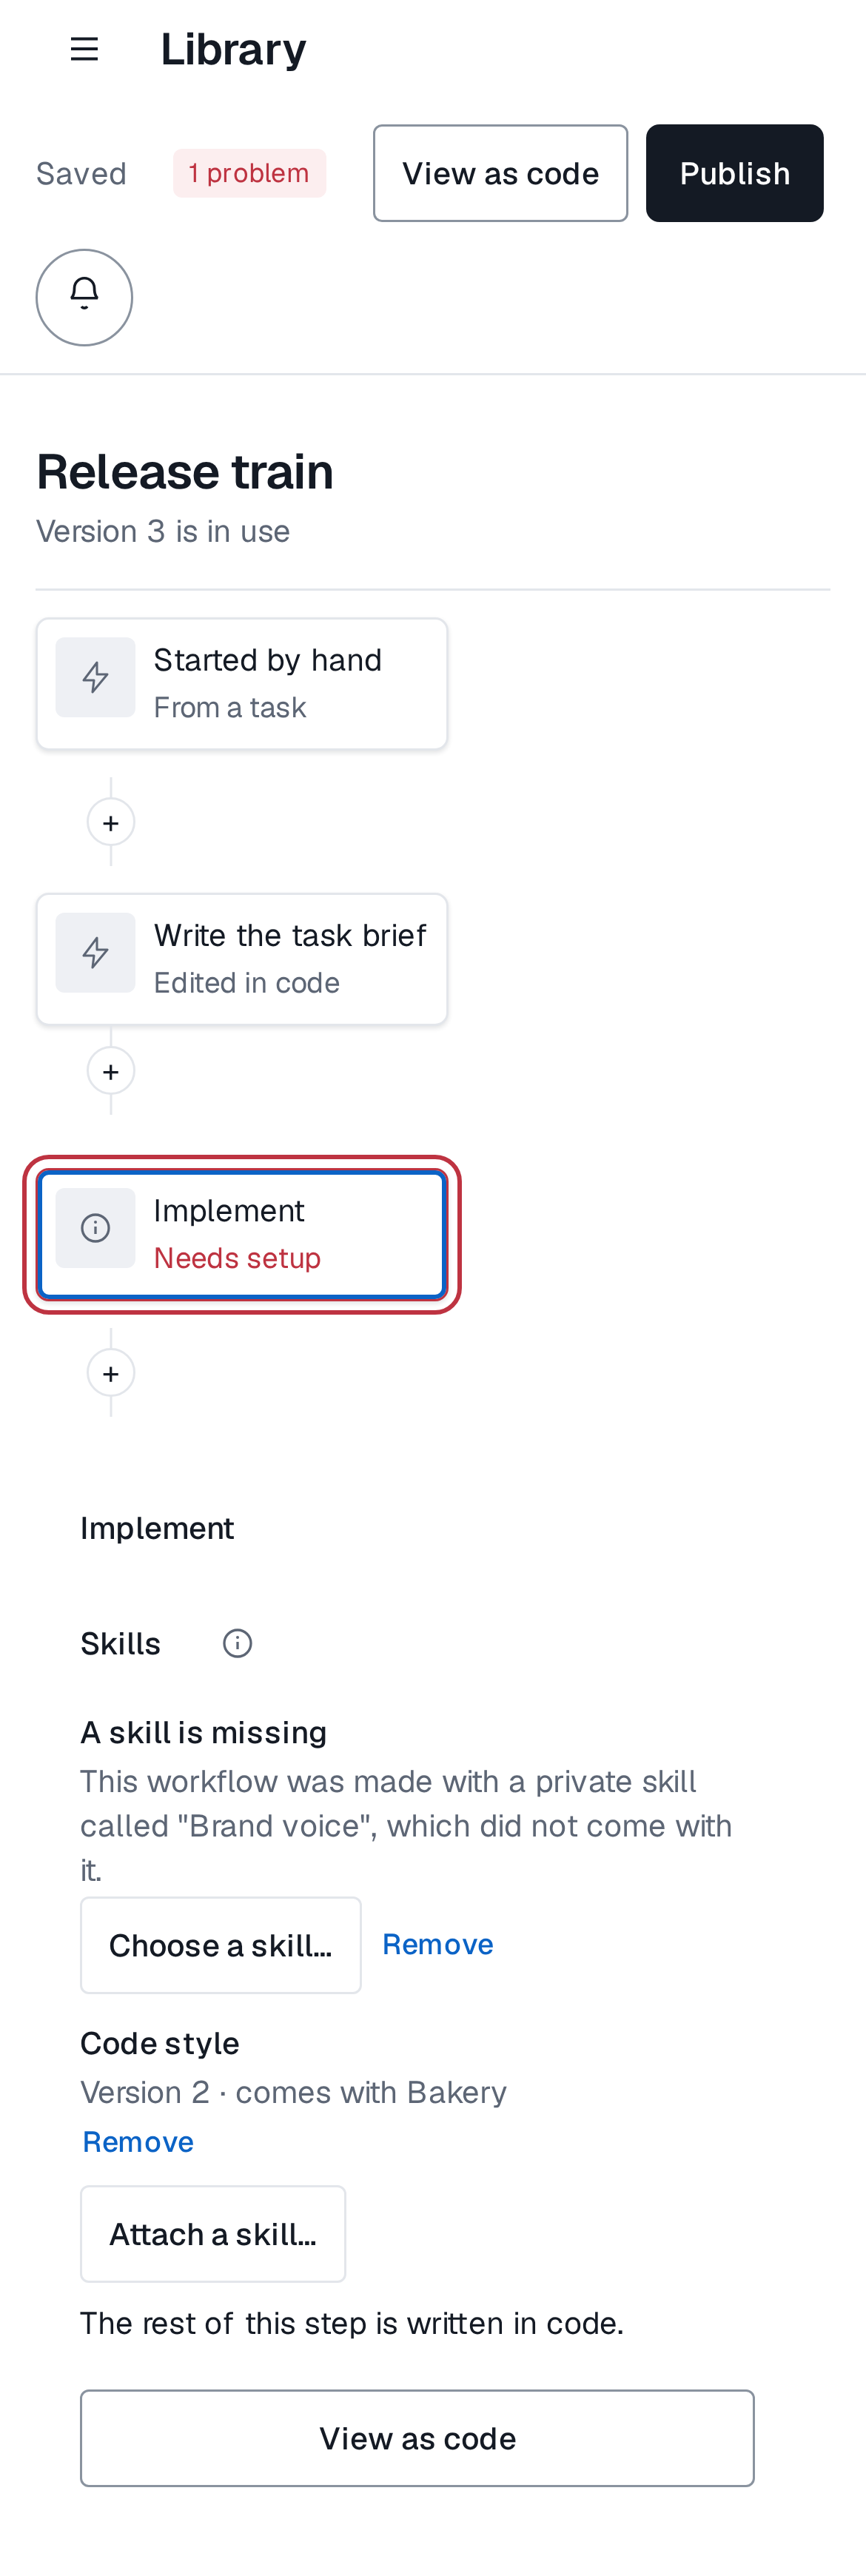 Library
Saved
1 problem
View as code
Publish
Release train
Version 3 is in use
Started by hand
From a task
+
Write the task brief
Edited in code
+
Implement
Needs setup
+
Implement
Skills
A skill is missing
This workflow was made with a private skill
called "Brand voice", which did not come with
it.
Choose a skill...
Remove
Code style
Version 2 · comes with Bakery
Remove
Attach a skill...
The rest of this step is written in code.
View as code